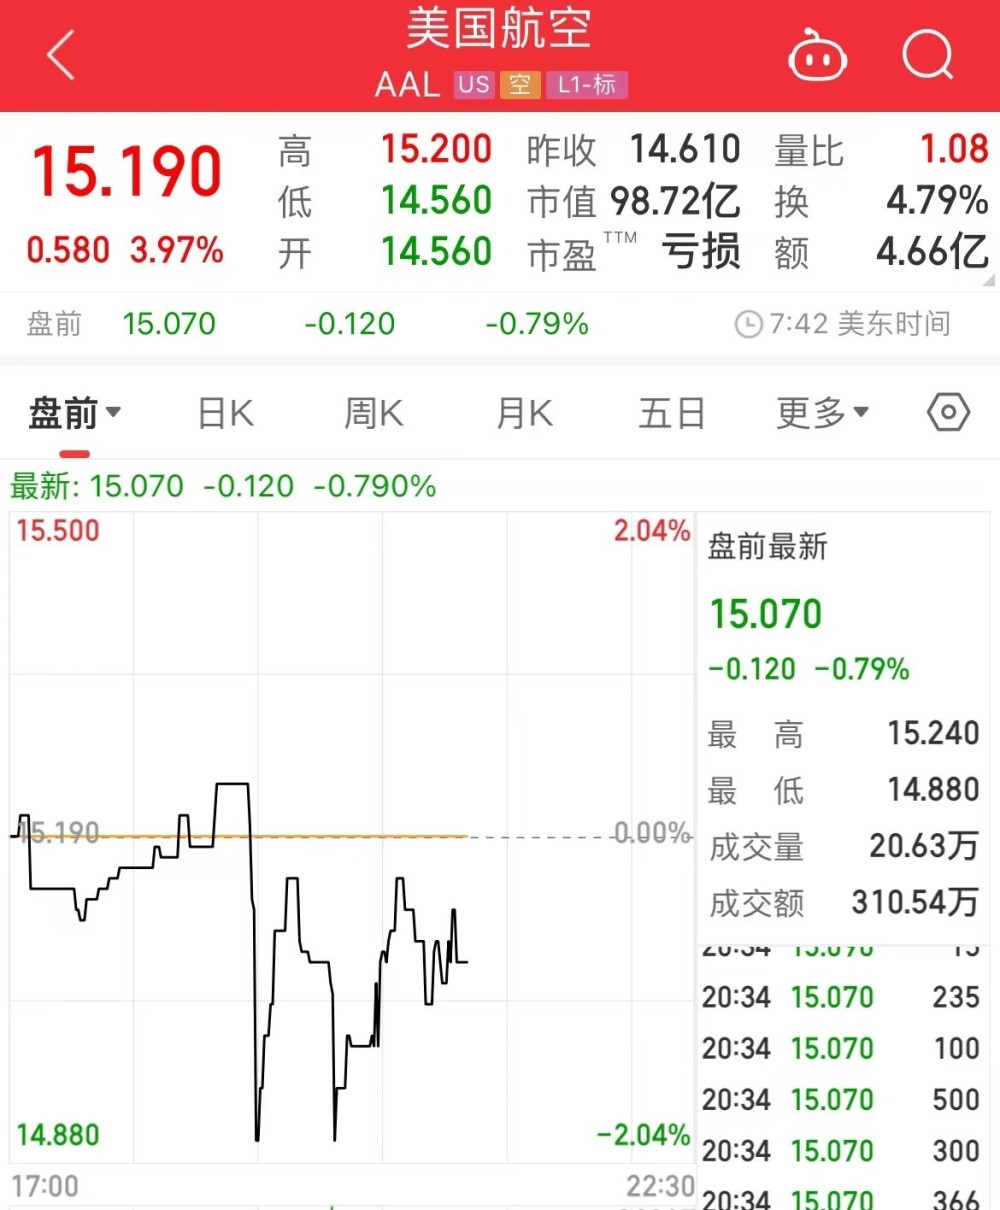 美国航空
AAL US 空 L1-标
15.190
0.580 3.97%
高 15.200 昨收 14.610 量比 1.08
低 14.560 市值 98.72亿 换 4.79%
开 14.560 市盈TTM 亏损 额 4.66亿
盘前 15.070 -0.120 -0.79% 7:42 美东时间
盘前 日K 周K 月K 五日 更多
最新: 15.070 -0.120 -0.790%
15.500 2.04%
15.190 0.00%
14.880 -2.04%
17:00 22:30
盘前最新
15.070
-0.120 -0.79%
最高 15.240
最低 14.880
成交量 20.63万
成交额 310.54万
20:34 15.070 235
20:34 15.070 100
20:34 15.070 500
20:34 15.070 300
20:34 15.070 366